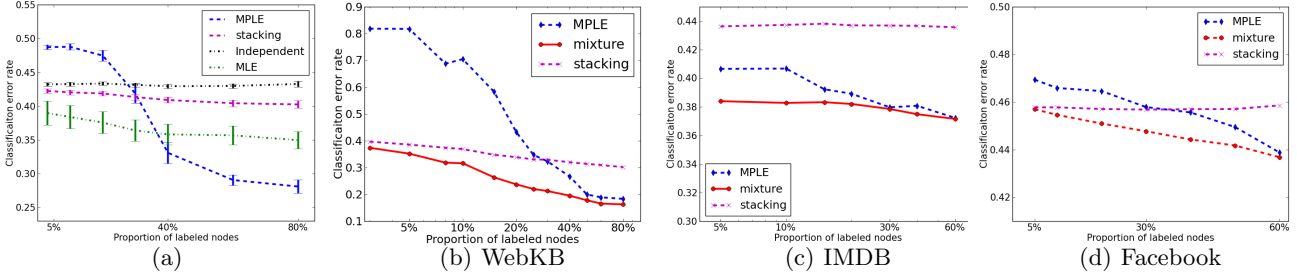 Classificaiton error rate
0.55
0.50
0.45
0.40
0.35
0.30
0.25
MPLE
stacking
Independent
MLE
5%
40%
80%
Proportion of labeled nodes
(a)
Classificaiton error rate
0.9
0.8
0.7
0.6
0.5
0.4
0.3
0.2
0.1
MPLE
mixture
stacking
5%
10%
20%
40%
80%
Proportion of labeled nodes
(b) WebKB
Classificaiton error rate
0.44
0.42
0.40
0.38
0.36
0.34
0.32
0.30
MPLE
mixture
stacking
5%
10%
30%
60%
Proportion of labeled nodes
(c) IMDB
Classificaiton error rate
0.50
0.48
0.46
0.44
0.42
MPLE
mixture
stacking
5%
30%
60%
Proportion of labeled nodes
(d) Facebook